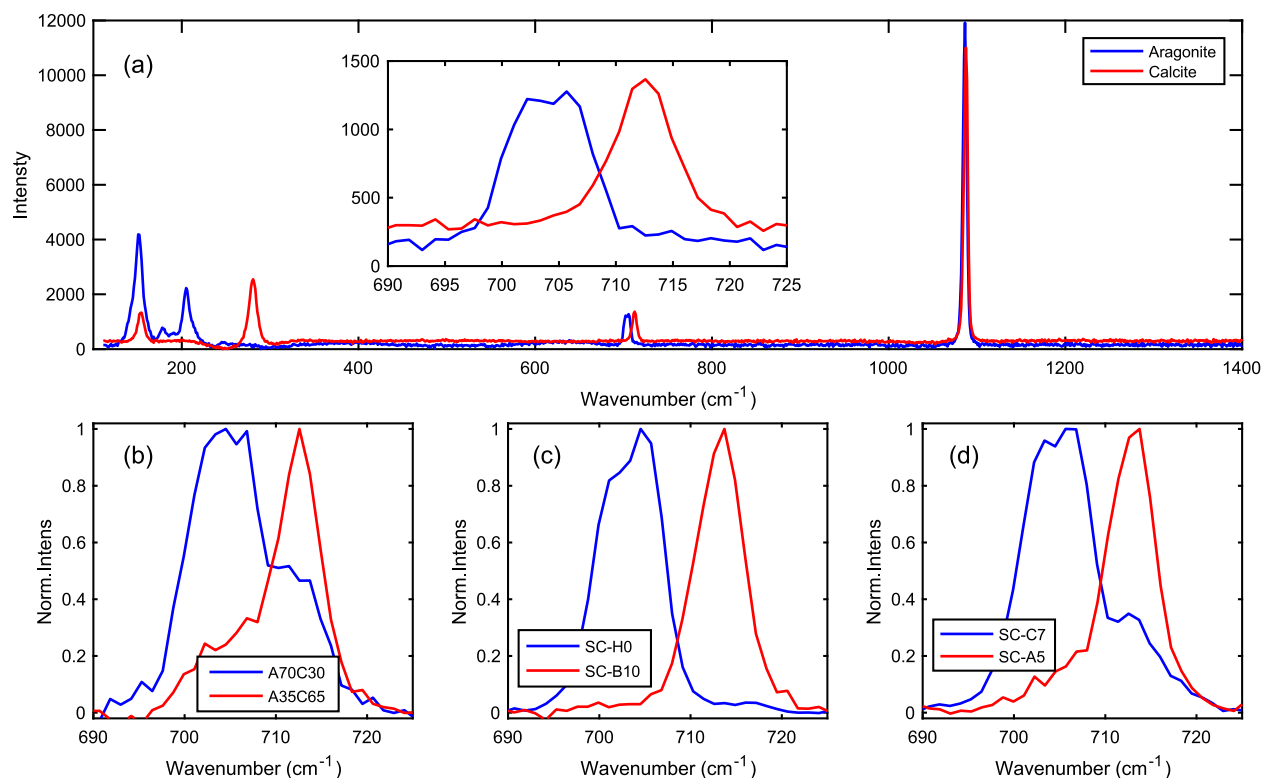 12000
10000
8000
6000
4000
2000
0
Intensty
(a)
1500
1000
500
0
690 695 700 705 710 715 720 725
Aragonite
Calcite
200 400 600 800 1000 1200 1400
Wavenumber (cm-1)
(b)
1
0.8
0.6
0.4
0.2
0
Norm.Intens
A70C30
A35C65
690 700 710 720
Wavenumber (cm-1)
(c)
1
0.8
0.6
0.4
0.2
0
Norm.Intens
SC-H0
SC-B10
690 700 710 720
Wavenumber (cm-1)
(d)
1
0.8
0.6
0.4
0.2
0
Norm.Intens
SC-C7
SC-A5
690 700 710 720
Wavenumber (cm-1)